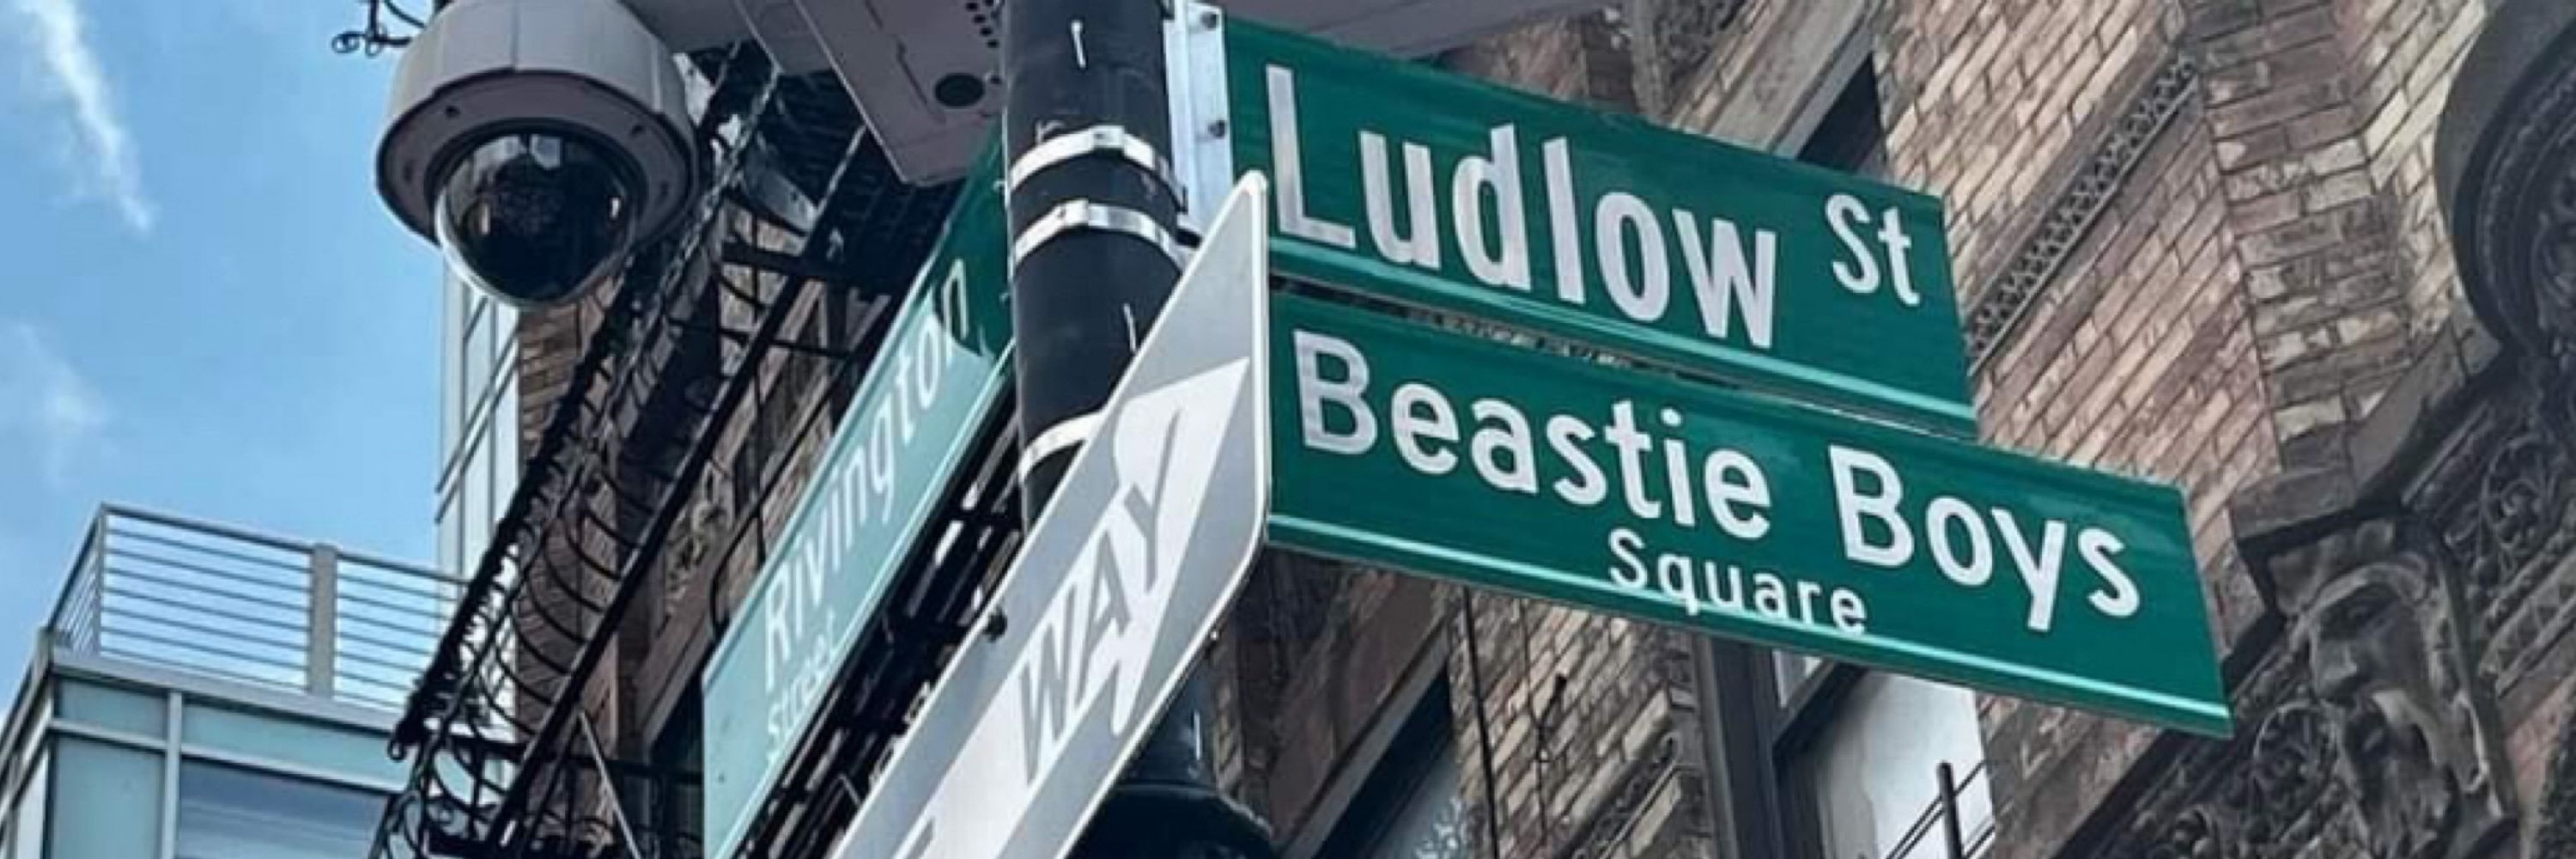 Ludlow St
Beastie Boys
Square
Rivington
Street
WAY